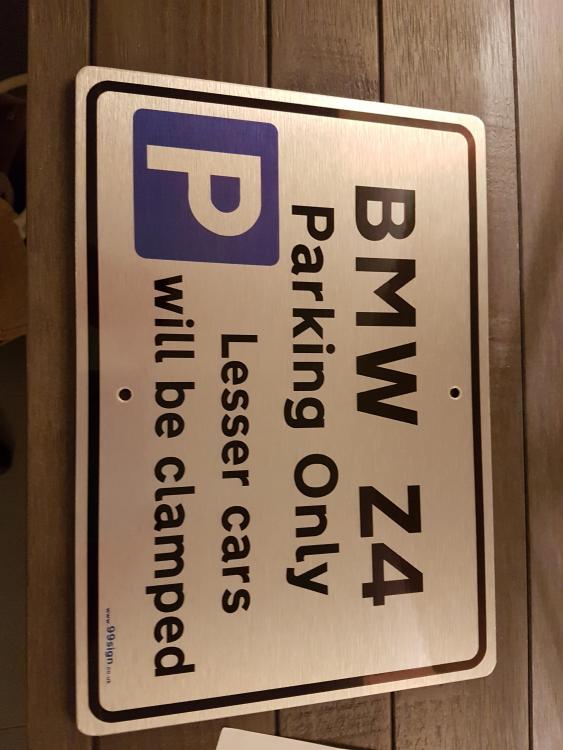 BMW Z4
Parking Only
P
Lesser cars
will be clamped
www.99sign.co.uk